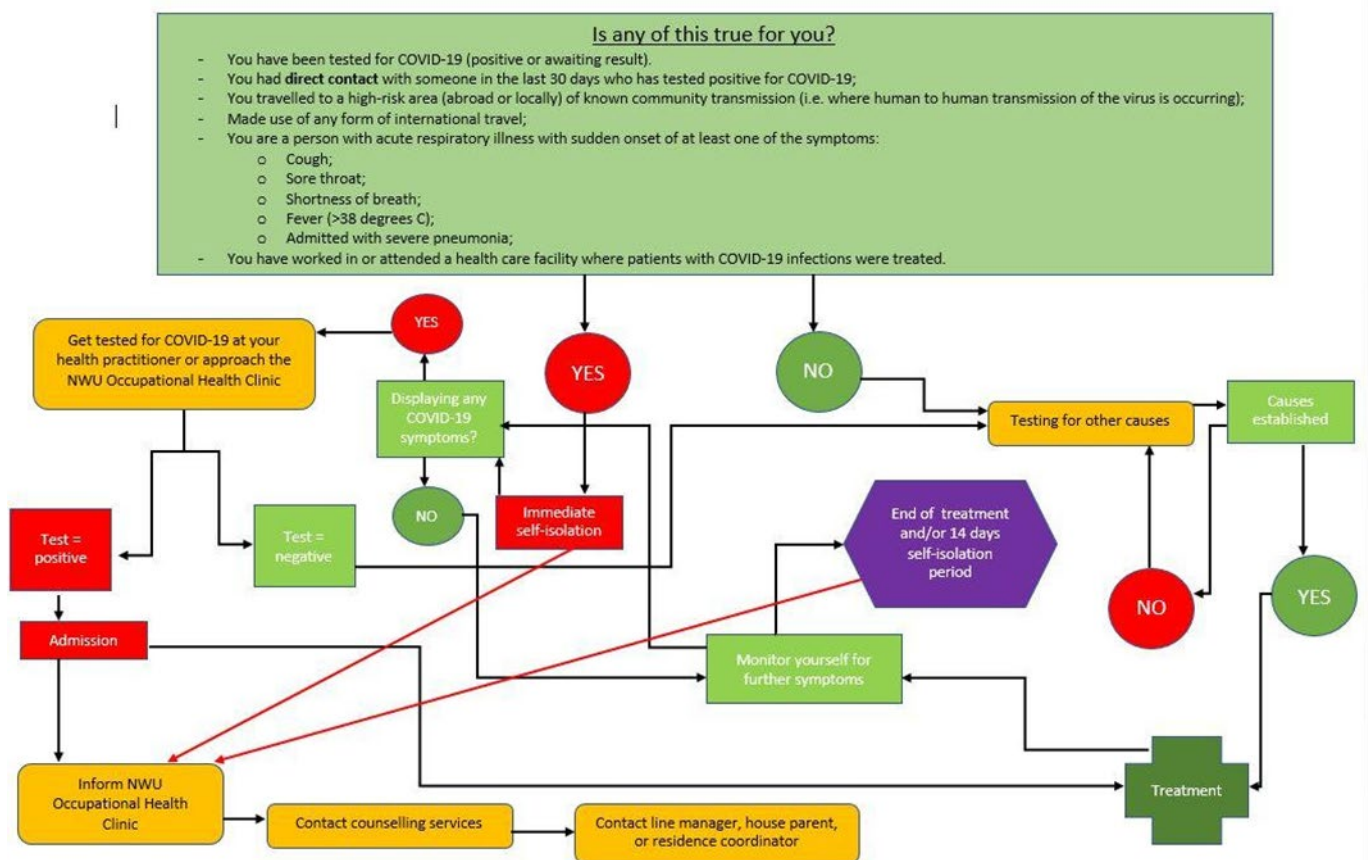 Is any of this true for you?
- You have been tested for COVID-19 (positive or awaiting result).
- You had direct contact with someone in the last 30 days who has tested positive for COVID-19;
- You travelled to a high-risk area (abroad or locally) of known community transmission (i.e. where human to human transmission of the virus is occurring);
- Made use of any form of international travel;
- You are a person with acute respiratory illness with sudden onset of at least one of the symptoms:
o Cough;
o Sore throat;
o Shortness of breath;
o Fever (>38 degrees C);
o Admitted with severe pneumonia;
- You have worked in or attended a health care facility where patients with COVID-19 infections were treated.
Get tested for COVID-19 at your
health practitioner or approach the
NWU Occupational Health Clinic
YES
YES
NO
Displaying any
COVID-19
symptoms?
Testing for other causes
Causes
established
NO
Immediate
self-isolation
End of treatment
and/or 14 days
self-isolation
period
Test =
positive
Test =
negative
NO
YES
Admission
Monitor yourself for
further symptoms
Inform NWU
Occupational Health
Clinic
Contact counselling services
Contact line manager, house parent,
or residence coordinator
Treatment